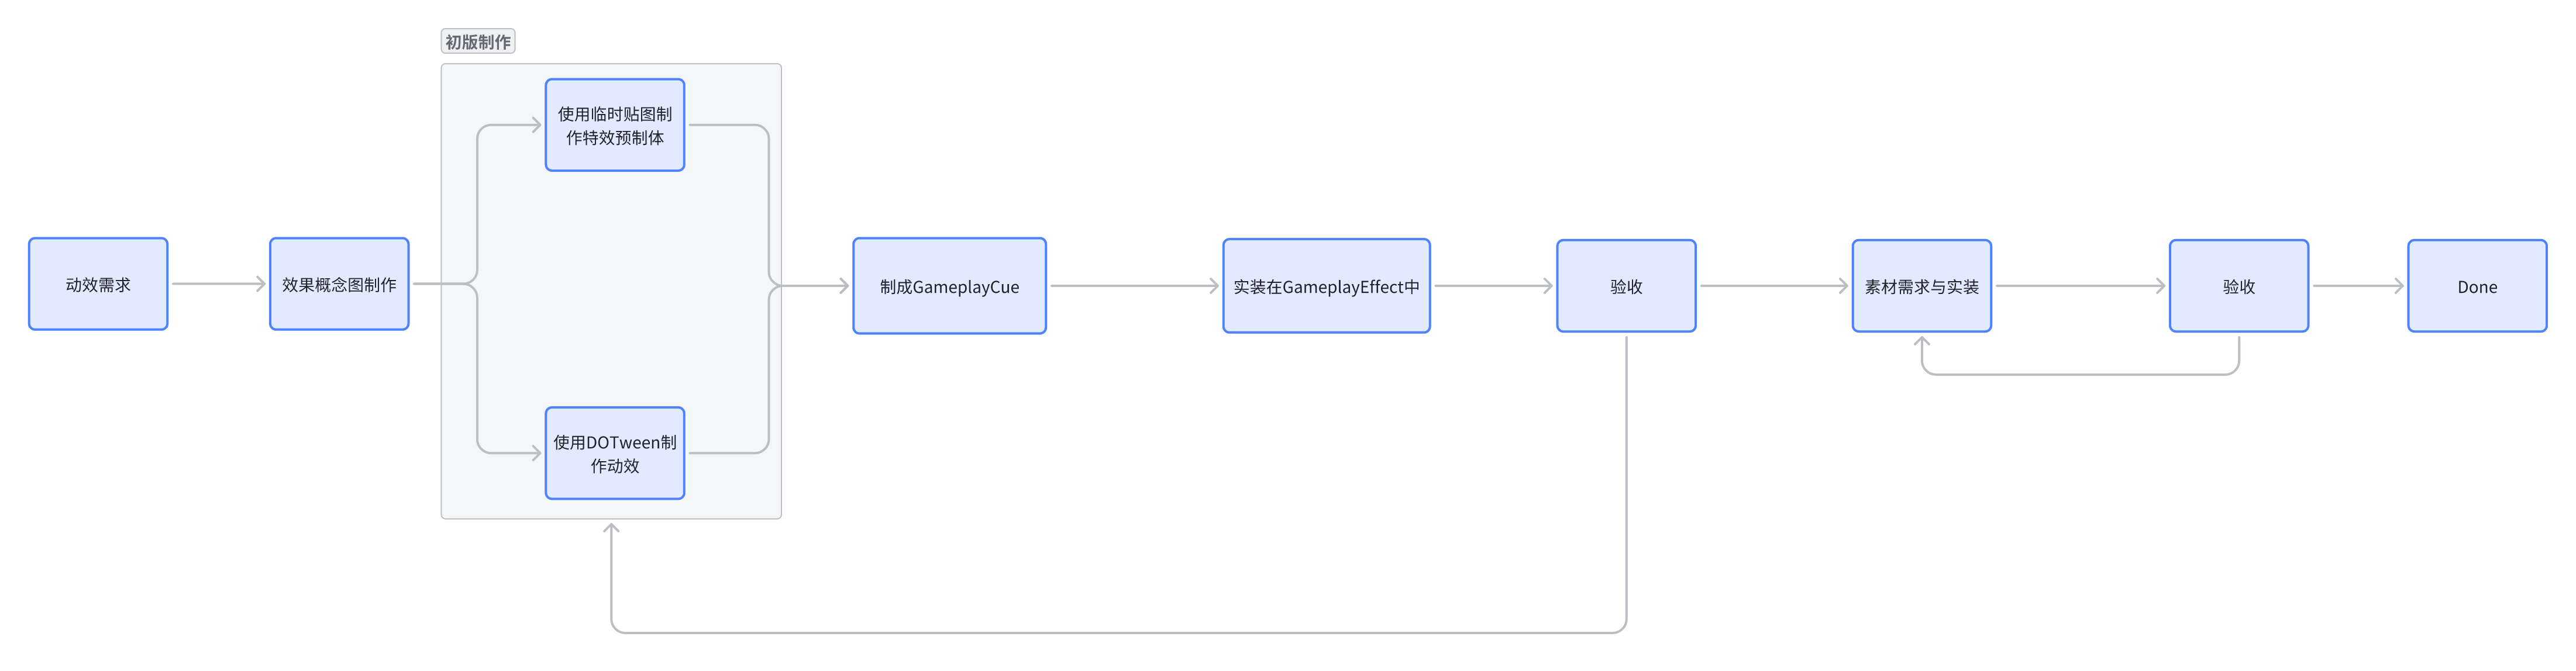 初版制作
使用临时贴图制
作特效预制体
动效需求
效果概念图制作
制成GameplayCue
实装在GameplayEffect中
验收
素材需求与实装
验收
Done
使用DOTween制
作动效